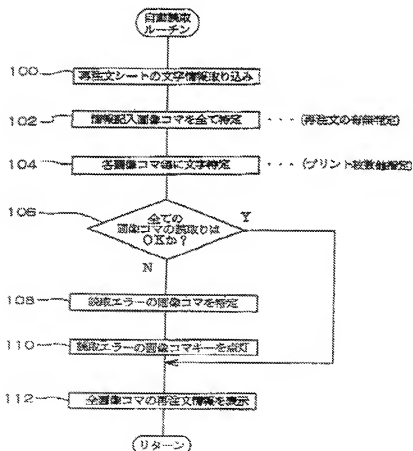 自動読取
ルーチン
100
再注文シートの文字情報取り込み
102
情報記入画像コマを全て特定
・・・(再注文の有無指定)
104
各画像コマ毎に文字特定
・・・(プリント枚数値指定)
106
全ての
画像コマの読取りは
OKか?
Y
N
108
読取エラーの画像コマを特定
110
読取エラーの画像コマキーを点灯
112
全画像コマの再注文情報を表示
リターン